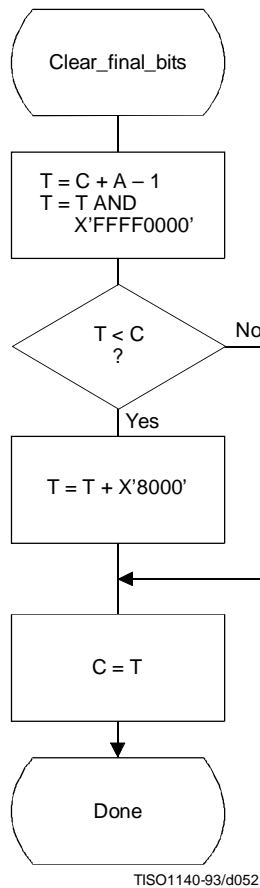 Clear_final_bits
T = C + A – 1
T = T AND
X’FFFF0000’
T < C
?
No
Yes
T = T + X’8000’
C = T
Done
TISO1140-93/d052